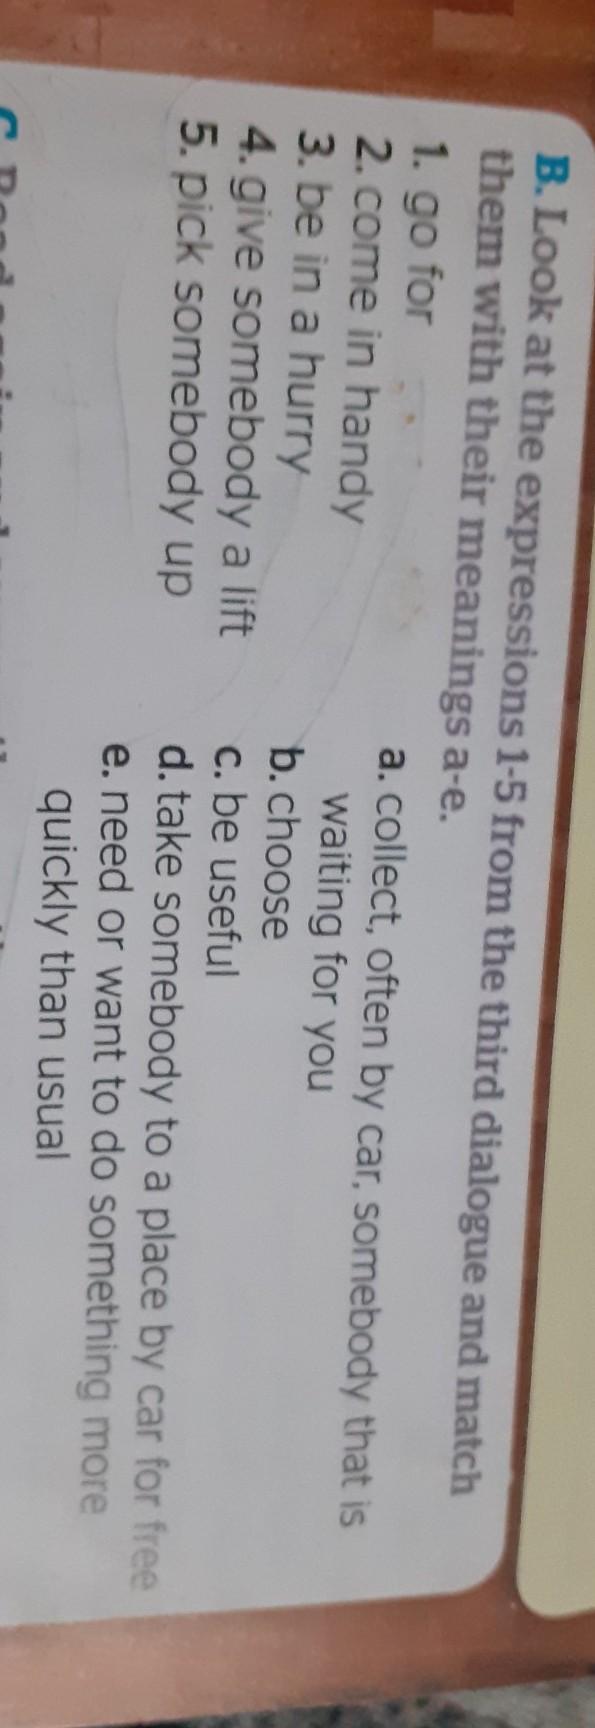 B. Look at the expressions 1-5 from the third dialogue and match
them with their meanings a-e.
1. go for
2. come in handy
3. be in a hurry
4. give somebody a lift
5. pick somebody up
a. collect, often by car, somebody that is
waiting for you
b. choose
c. be useful
d. take somebody to a place by car for free
e. need or want to do something more
quickly than usual